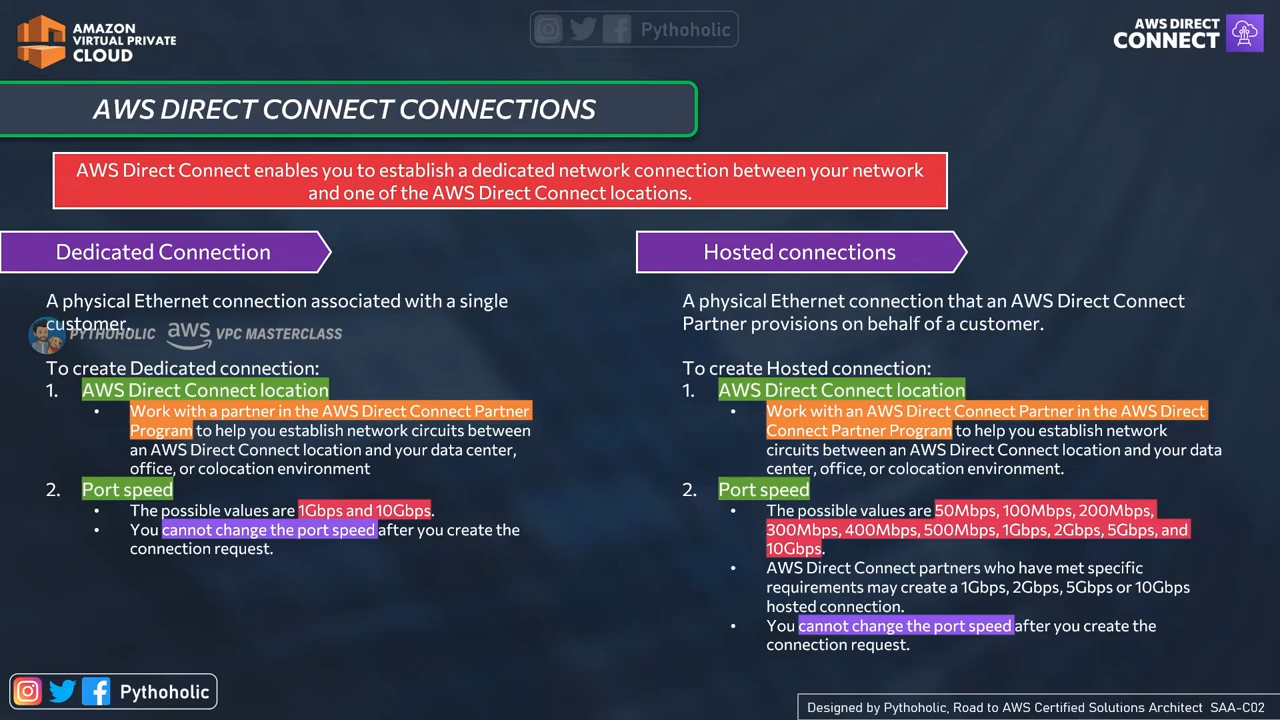 AMAZON
VIRTUAL PRIVATE
CLOUD
Pythoholic
AWS DIRECT
CONNECT
AWS DIRECT CONNECT CONNECTIONS
AWS Direct Connect enables you to establish a dedicated network connection between your network
and one of the AWS Direct Connect locations.
Dedicated Connection
A physical Ethernet connection associated with a single
customer.
PYTHOHOLIC aws VPC MASTERCLASS
To create Dedicated connection:
1. AWS Direct Connect location
• Work with a partner in the AWS Direct Connect Partner
Program to help you establish network circuits between
an AWS Direct Connect location and your data center,
office, or colocation environment
2. Port speed
• The possible values are 1Gbps and 10Gbps.
• You cannot change the port speed after you create the
connection request.
Hosted connections
A physical Ethernet connection that an AWS Direct Connect
Partner provisions on behalf of a customer.
To create Hosted connection:
1. AWS Direct Connect location
• Work with an AWS Direct Connect Partner in the AWS Direct
Connect Partner Program to help you establish network
circuits between an AWS Direct Connect location and your data
center, office, or colocation environment.
2. Port speed
• The possible values are 50Mbps, 100Mbps, 200Mbps,
300Mbps, 400Mbps, 500Mbps, 1Gbps, 2Gbps, 5Gbps, and
10Gbps.
• AWS Direct Connect partners who have met specific
requirements may create a 1Gbps, 2Gbps, 5Gbps or 10Gbps
hosted connection.
• You cannot change the port speed after you create the
connection request.
Pythoholic
Designed by Pythoholic, Road to AWS Certified Solutions Architect SAA-C02